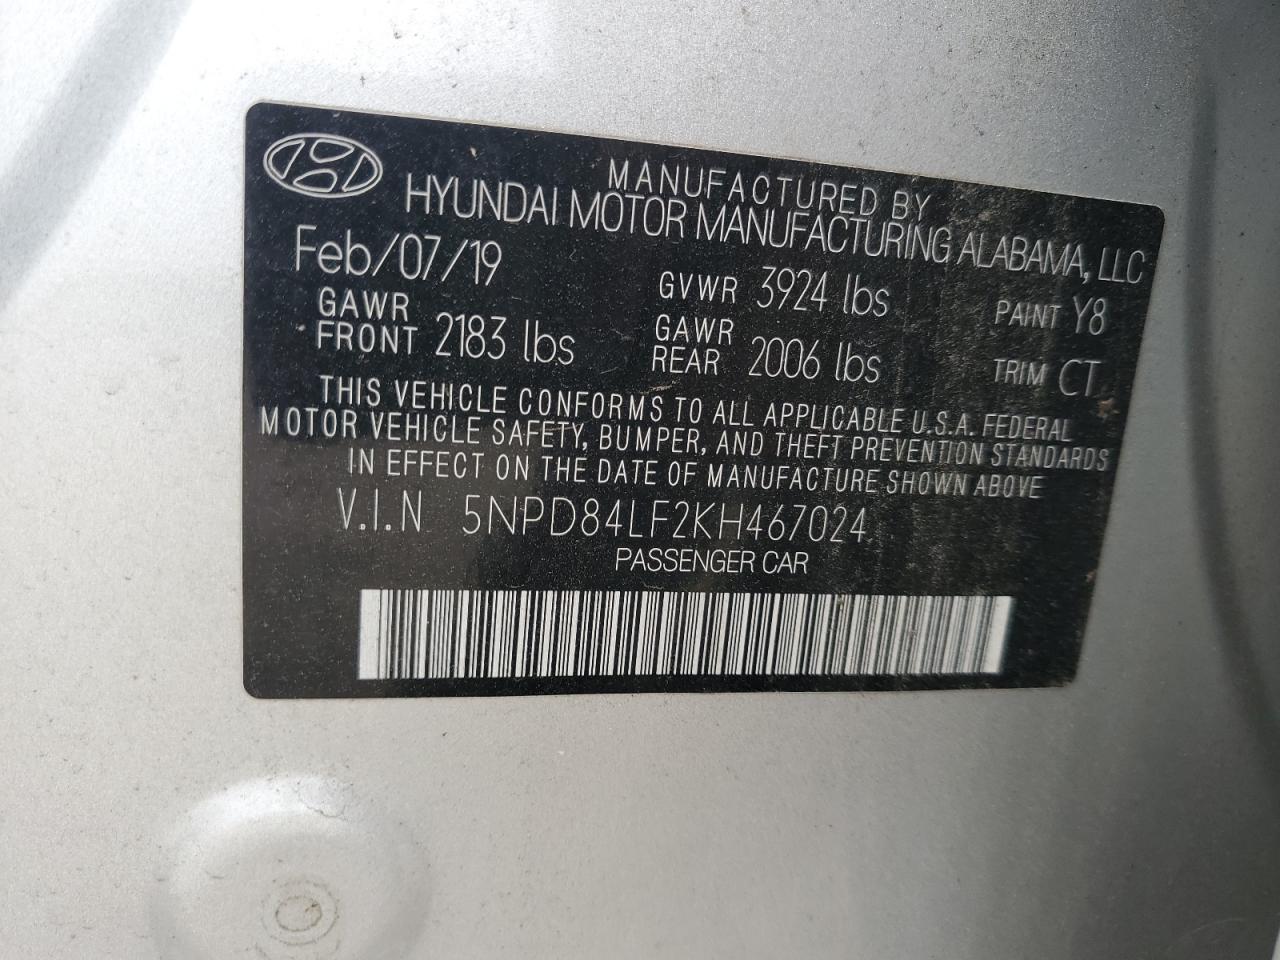 MANUFACTURED BY
HYUNDAI MOTOR MANUFACTURING ALABAMA, LLC
Feb/07/19 GVWR 3924 lbs PAINT Y8
GAWR FRONT 2183 lbs GAWR REAR 2006 lbs TRIM CT
THIS VEHICLE CONFORMS TO ALL APPLICABLE U.S.A. FEDERAL
MOTOR VEHICLE SAFETY, BUMPER, AND THEFT PREVENTION STANDARDS
IN EFFECT ON THE DATE OF MANUFACTURE SHOWN ABOVE
V.I.N 5NPD84LF2KH467024
PASSENGER CAR